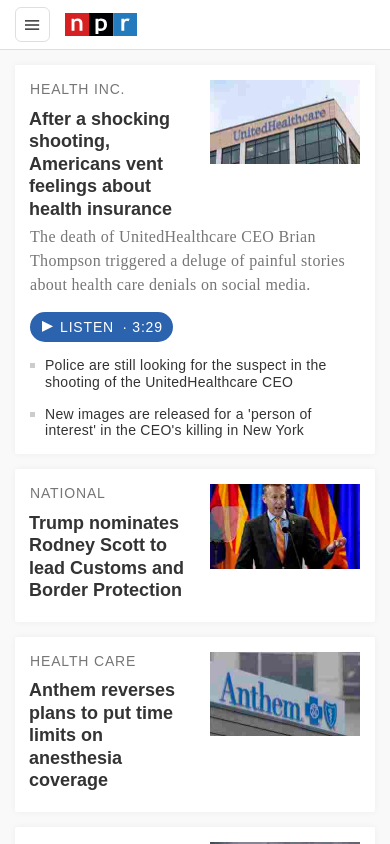 npr
HEALTH INC.
After a shocking
shooting,
Americans vent
feelings about
health insurance
UnitedHealthcare
The death of UnitedHealthcare CEO Brian
Thompson triggered a deluge of painful stories
about health care denials on social media.
LISTEN · 3:29
Police are still looking for the suspect in the
shooting of the UnitedHealthcare CEO
New images are released for a 'person of
interest' in the CEO's killing in New York
NATIONAL
Trump nominates
Rodney Scott to
lead Customs and
Border Protection
HEALTH CARE
Anthem reverses
plans to put time
limits on
anesthesia
coverage
Anthem